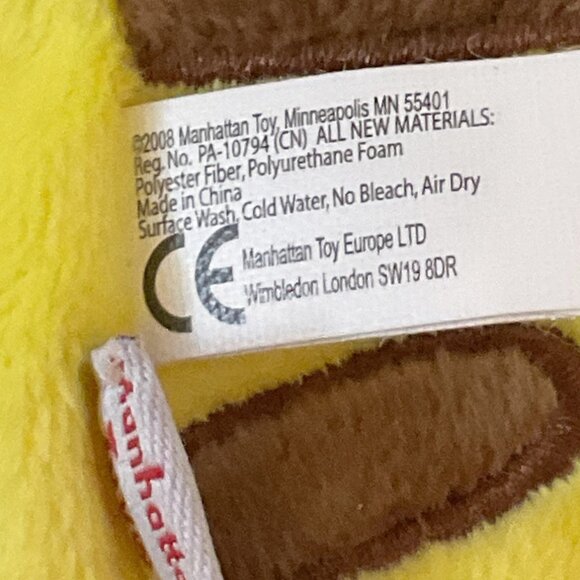 ©2008 Manhattan Toy, Minneapolis MN 55401
Reg. No. PA-10794 (CN) ALL NEW MATERIALS:
Polyester Fiber, Polyurethane Foam
Made in China
Surface Wash, Cold Water, No Bleach, Air Dry
CE
Manhattan Toy Europe LTD
Wimbledon London SW19 8DR
Manhatt